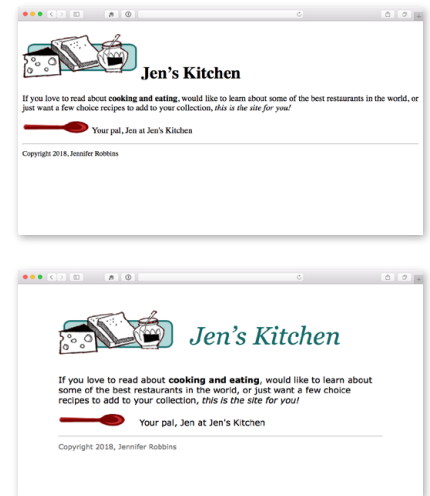 Jen's Kitchen
If you love to read about cooking and eating, would like to learn about some of the best restaurants in the world, or
just want a few choice recipes to add to your collection, this is the site for you!
Your pal, Jen at Jen's Kitchen
Copyright 2018, Jennifer Robbins
Jen's Kitchen
If you love to read about cooking and eating, would like to learn about
some of the best restaurants in the world, or just want a few choice
recipes to add to your collection, this is the site for you!
Your pal, Jen at Jen's Kitchen
Copyright 2018, Jennifer Robbins